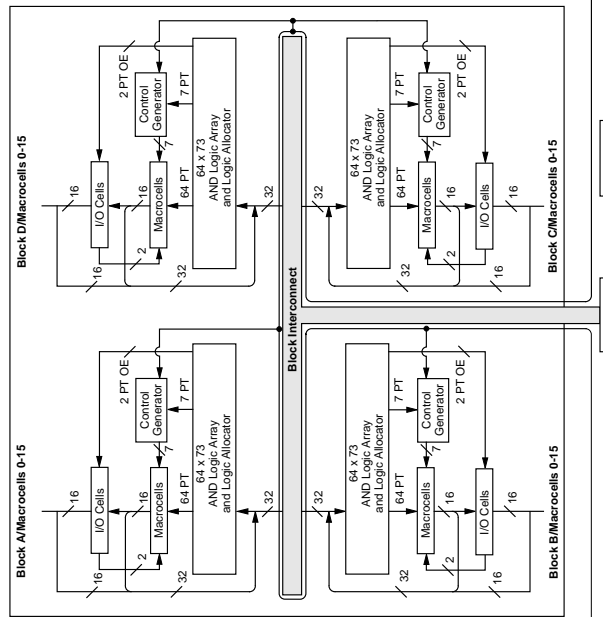 Block A/Macrocells 0-15
16
16
I/O Cells
2
16
Macrocells
7
Control
Generator
2 PT OE
32
64 PT
7 PT
64 x 73
AND Logic Array
and Logic Allocator
32
Block D/Macrocells 0-15
16
16
I/O Cells
2
16
Macrocells
7
Control
Generator
2 PT OE
32
64 PT
7 PT
64 x 73
AND Logic Array
and Logic Allocator
32
Block Interconnect
32
64 x 73
AND Logic Array
and Logic Allocator
32
64 PT
7 PT
Control
Generator
7
Macrocells
16
2
2 PT OE
I/O Cells
16
16
Block B/Macrocells 0-15
32
64 x 73
AND Logic Array
and Logic Allocator
32
64 PT
7 PT
Control
Generator
7
Macrocells
16
2
2 PT OE
I/O Cells
16
16
Block C/Macrocells 0-15